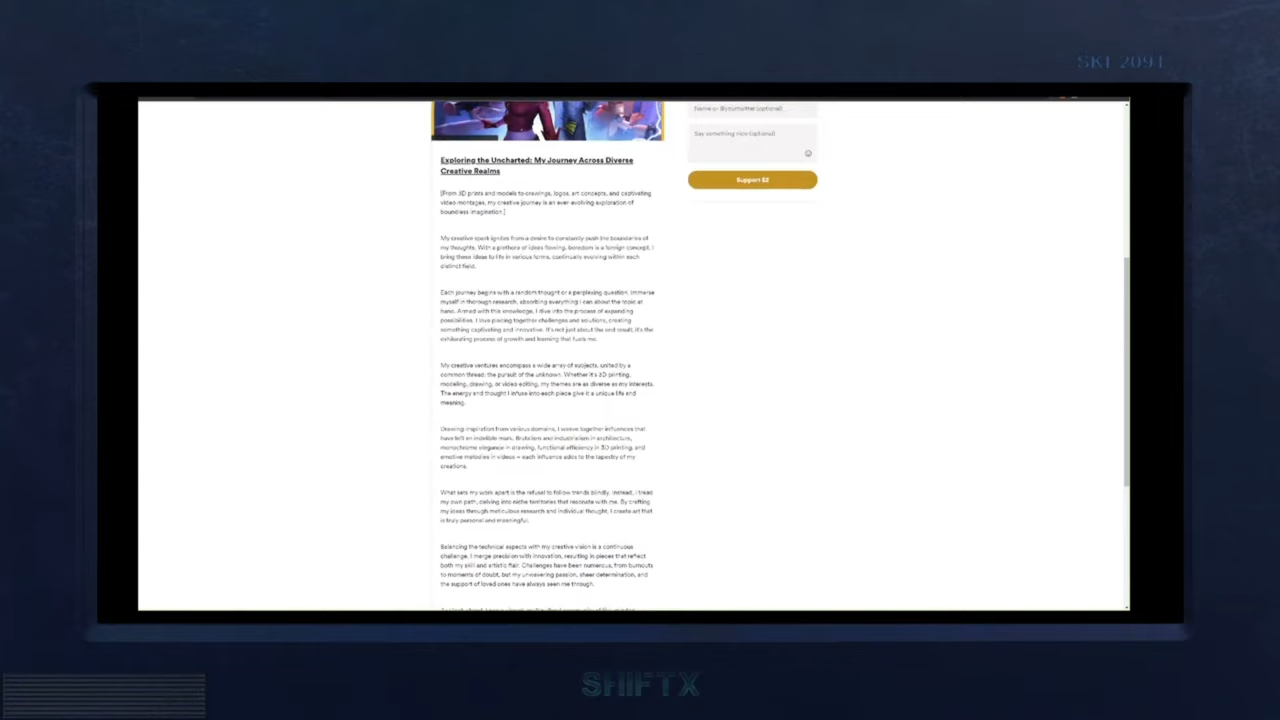 SKI 2091
Name or @yourtwitter (optional)
Say something nice (optional)
Support $2
Exploring the Uncharted: My Journey Across Diverse
Creative Realms
[From 3D prints and models to drawings, logos, art concepts, and captivating
video montages, my creative journey is an ever-evolving exploration of
boundless imagination.]
My creative spark ignites from a desire to constantly push the boundaries of
my thoughts. With a plethora of ideas flowing, boredom is a foreign concept. I
bring these ideas to life in various forms, continually evolving within each
distinct field.
Each journey begins with a random thought or a perplexing question. Immerse
myself in thorough research, absorbing everything I can about the topic at
hand. Armed with this knowledge, I dive into the process of expanding
possibilities. I love piecing together challenges and solutions, creating
something captivating and innovative. It's not just about the end result; it's the
exhilarating process of growth and learning that fuels me.
My creative ventures encompass a wide array of subjects, united by a
common thread: the pursuit of the unknown. Whether it's 3D printing,
modeling, drawing, or video editing, my themes are as diverse as my interests.
The energy and thought I infuse into each piece give it a unique life and
meaning.
Drawing inspiration from various domains, I weave together influences that
have left an indelible mark. Brutalism and industrialism in architecture,
monochrome elegance in drawing, functional efficiency in 3D printing, and
emotive melodies in videos – each influence adds to the tapestry of my
creations.
What sets my work apart is the refusal to follow trends blindly. Instead, I tread
my own path, delving into niche territories that resonate with me. By crafting
my ideas through meticulous research and individual thought, I create art that
is truly personal and meaningful.
Balancing the technical aspects with my creative vision is a continuous
challenge. I merge precision with innovation, resulting in pieces that reflect
both my skill and artistic flair. Challenges have been numerous, from burnouts
to moments of doubt, but my unwavering passion, sheer determination, and
the support of loved ones have always seen me through.
SHIFTX